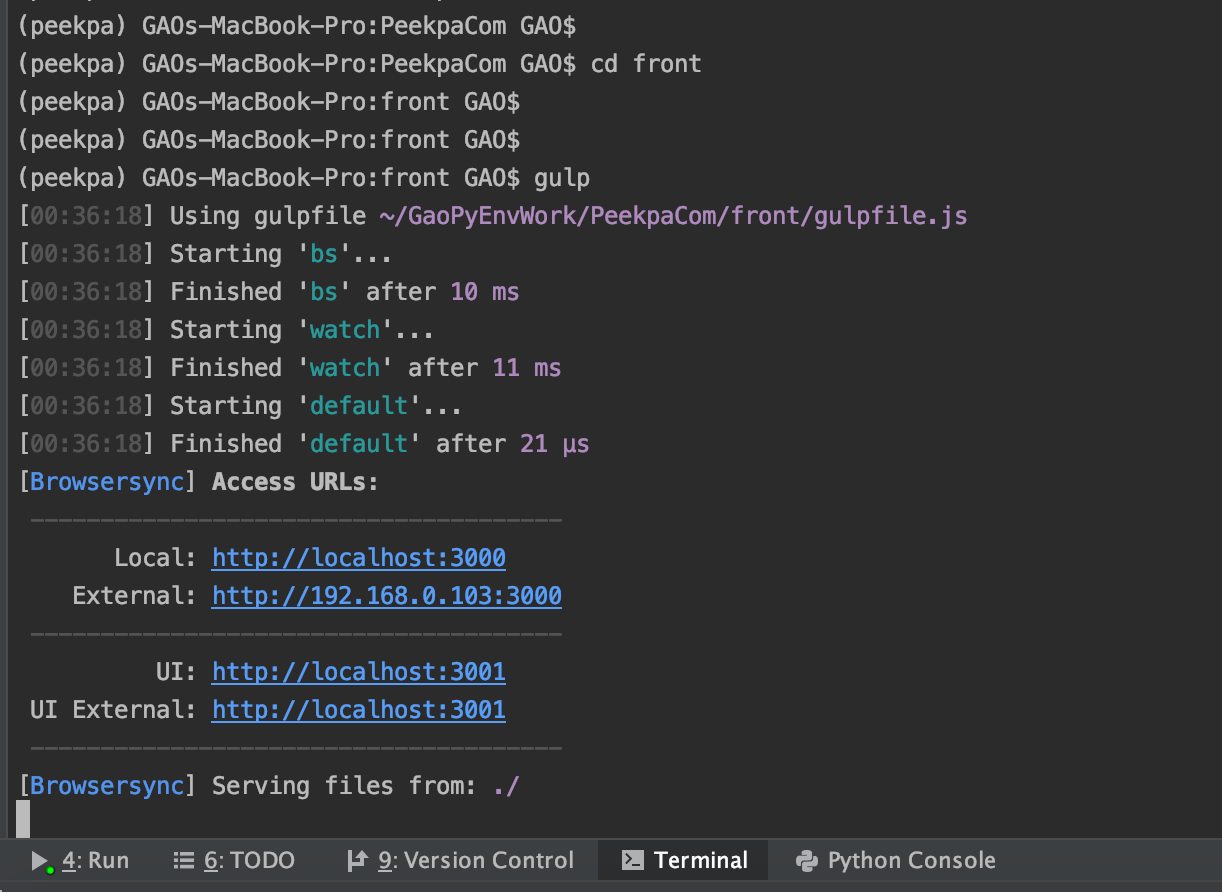 (peekpa) GAOs-MacBook-Pro:PeekpaCom GAO$
(peekpa) GAOs-MacBook-Pro:PeekpaCom GAO$ cd front
(peekpa) GAOs-MacBook-Pro:front GAO$
(peekpa) GAOs-MacBook-Pro:front GAO$
(peekpa) GAOs-MacBook-Pro:front GAO$ gulp
[00:36:18] Using gulpfile ~/GaoPyEnvWork/PeekpaCom/front/gulpfile.js
[00:36:18] Starting 'bs'...
[00:36:18] Finished 'bs' after 10 ms
[00:36:18] Starting 'watch'...
[00:36:18] Finished 'watch' after 11 ms
[00:36:18] Starting 'default'...
[00:36:18] Finished 'default' after 21 μs
[Browsersync] Access URLs:
--------------------------------------
Local: http://localhost:3000
External: http://192.168.0.103:3000
--------------------------------------
UI: http://localhost:3001
UI External: http://localhost:3001
--------------------------------------
[Browsersync] Serving files from: ./
4: Run 6: TODO 9: Version Control Terminal Python Console